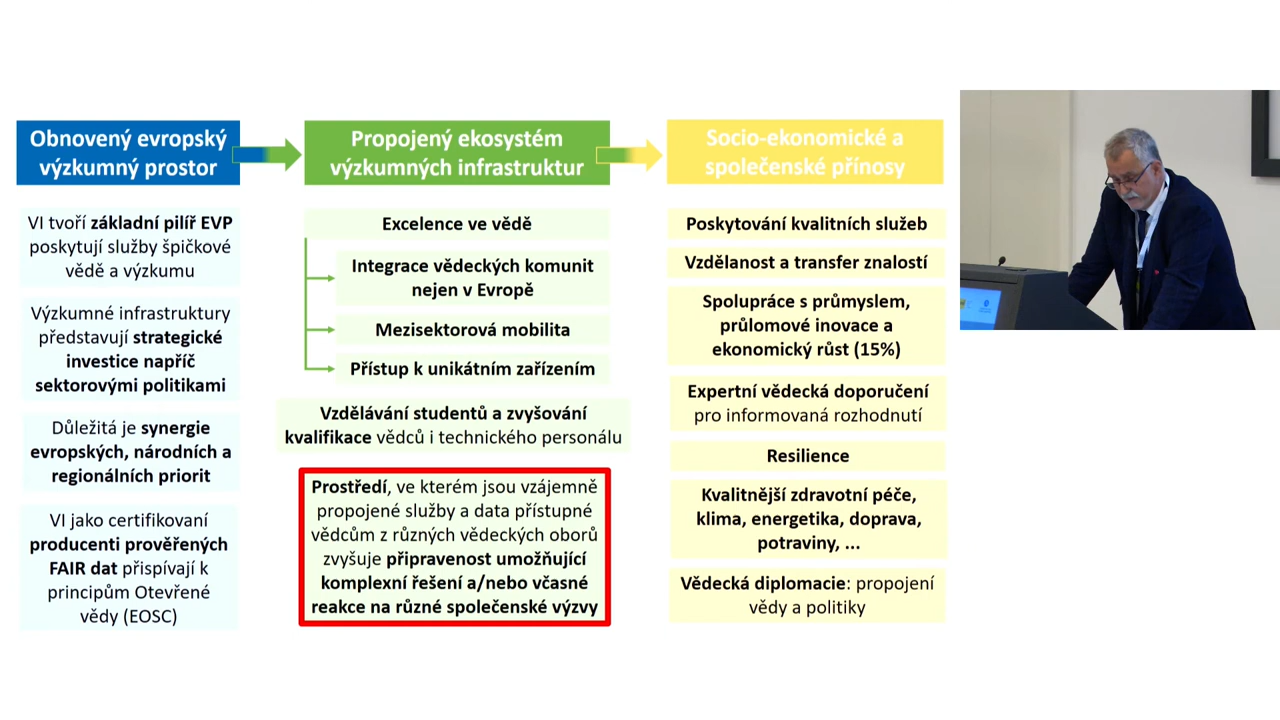 Obnovený evropský
výzkumný prostor
VI tvoří základní pilíř EVP
poskytují služby špičkové
vědě a výzkumu
Výzkumné infrastruktury
představují strategické
investice napříč
sektorovými politikami
Důležitá je synergie
evropských, národních a
regionálních priorit
VI jako certifikovaní
producenti prověřených
FAIR dat přispívají k
principům Otevřené
vědy (EOSC)
Propojený ekosystém
výzkumných infrastruktur
Excelence ve vědě
Integrace vědeckých komunit
nejen v Evropě
Mezisektorová mobilita
Přístup k unikátním zařízením
Vzdělávání studentů a zvyšování
kvalifikace vědců i technického personálu
Prostředí, ve kterém jsou vzájemně
propojené služby a data přístupné
vědcům z různých vědeckých oborů
zvyšuje připravenost umožňující
komplexní řešení a/nebo včasné
reakce na různé společenské výzvy
Socio-ekonomické a
společenské přínosy
Poskytování kvalitních služeb
Vzdělanost a transfer znalostí
Spolupráce s průmyslem,
průlomové inovace a
ekonomický růst (15%)
Expertní vědecká doporučení
pro informovaná rozhodnutí
Resilience
Kvalitnější zdravotní péče,
klima, energetika, doprava,
potraviny, ...
Vědecká diplomacie: propojení
vědy a politiky